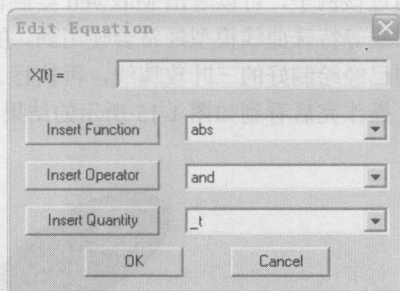 Edit Equation
X(t) =
Insert Function abs
Insert Operator and
Insert Quantity _t
OK Cancel